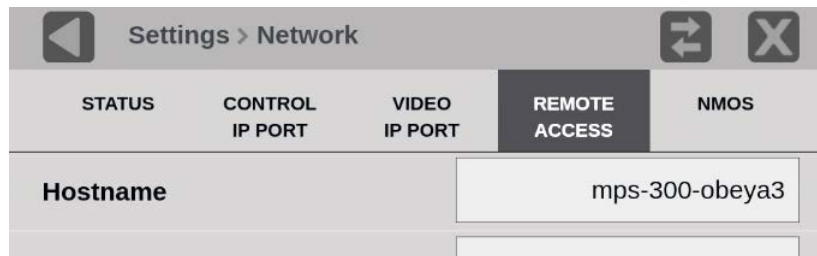 Settings > Network
STATUS
CONTROL
IP PORT
VIDEO
IP PORT
REMOTE
ACCESS
NMOS
Hostname
mps-300-obeya3